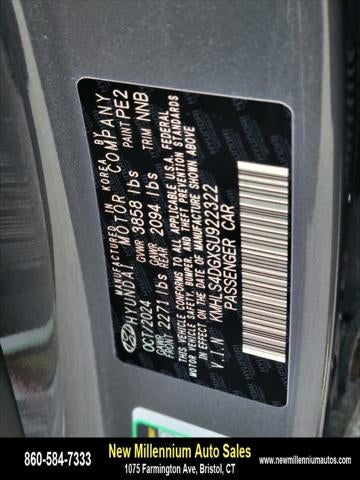 MANUFACTURED IN KOREA BY
HYUNDAI MOTOR COMPANY
OCT/2024 GVWR 3858 lbs PAINT PE2
GAWR FRONT 2271 lbs GAWR REAR 2094 lbs TRIM NNB
THIS VEHICLE CONFORMS TO ALL APPLICABLE U.S.A. FEDERAL
MOTOR VEHICLE SAFETY, BUMPER, AND THEFT PREVENTION STANDARDS
IN EFFECT ON THE DATE OF MANUFACTURE SHOWN ABOVE
V.I.N KMHLS4DGXSU922322
PASSENGER CAR
860-584-7333
New Millennium Auto Sales
1075 Farmington Ave, Bristol, CT
www.newmillenniumautos.com